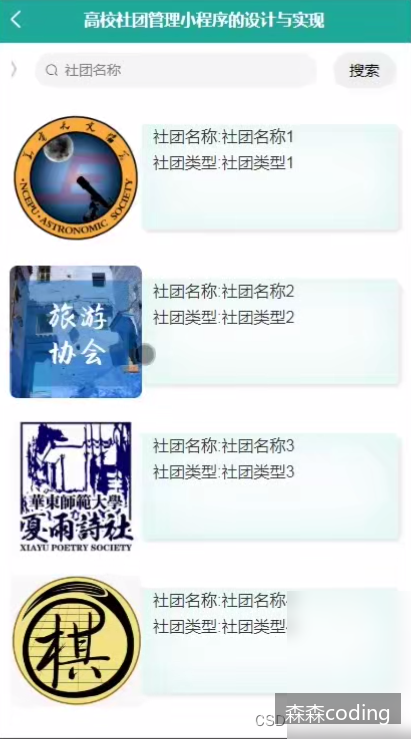 高校社团管理小程序的设计与实现
社团名称
搜索
NCEPU·ASTRONOMIC SOCIETY
社团名称:社团名称1
社团类型:社团类型1
旅游
协会
社团名称:社团名称2
社团类型:社团类型2
華東師範大學
夏雨詩社
XIAYU POETRY SOCIETY
社团名称:社团名称3
社团类型:社团类型3
棋
社团名称:社团名称
社团类型:社团类型
森森coding
CSD